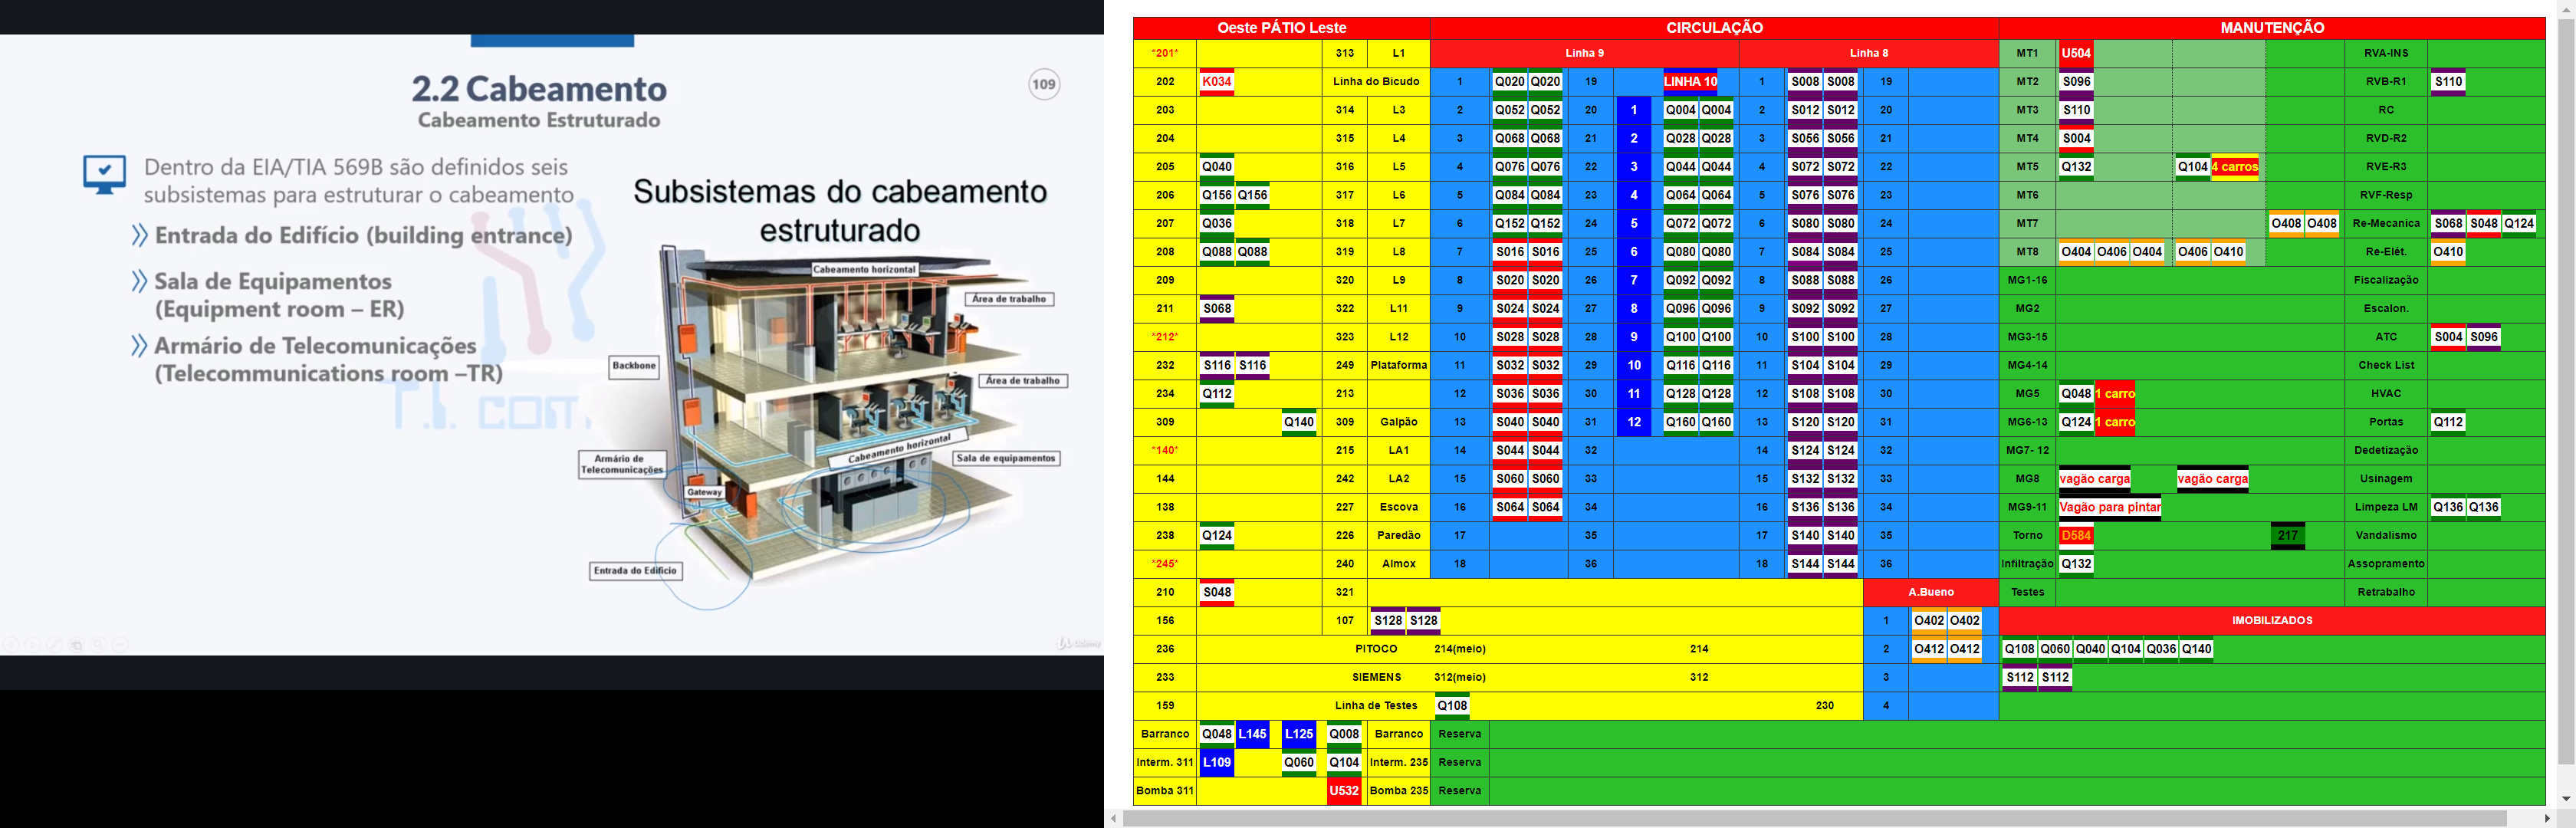 2.2 Cabeamento
Cabeamento Estruturado
109
Dentro da EIA/TIA 569B são definidos seis
subsistemas para estruturar o cabeamento
Entrada do Edifício (building entrance)
Sala de Equipamentos
(Equipment room – ER)
Armário de Telecomunicações
(Telecommunications room –TR)
T.I. com
Subsistemas do cabeamento
estruturado
Cabeamento horizontal
Área de trabalho
Backbone
Área de trabalho
Cabeamento horizontal
Armário de
Telecomunicações
Sala de equipamentos
Gateway
Entrada do Edifício
Udemy
Oeste PÁTIO Leste CIRCULAÇÃO MANUTENÇÃO
*201* 313 L1 Linha 9 Linha 8 MT1 U504 RVA-INS
202 K034 Linha do Bicudo 1 Q020 Q020 19 LINHA 10 1 S008 S008 19 MT2 S096 RVB-R1 S110
203 314 L3 2 Q052 Q052 20 1 Q004 Q004 2 S012 S012 20 MT3 S110 RC
204 315 L4 3 Q068 Q068 21 2 Q028 Q028 3 S056 S056 21 MT4 S004 RVD-R2
205 Q040 316 L5 4 Q076 Q076 22 3 Q044 Q044 4 S072 S072 22 MT5 Q132 Q104 4 carros RVE-R3
206 Q156 Q156 317 L6 5 Q084 Q084 23 4 Q064 Q064 5 S076 S076 23 MT6 RVF-Resp
207 Q036 318 L7 6 Q152 Q152 24 5 Q072 Q072 6 S080 S080 24 MT7 O408 O408 Re-Mecanica S068 S048 Q124
208 Q088 Q088 319 L8 7 S016 S016 25 6 Q080 Q080 7 S084 S084 25 MT8 O404 O406 O404 O406 O410 Re-Elét. O410
209 320 L9 8 S020 S020 26 7 Q092 Q092 8 S088 S088 26 MG1-16 Fiscalização
211 S068 322 L11 9 S024 S024 27 8 Q096 Q096 9 S092 S092 27 MG2 Escalon.
*212* 323 L12 10 S028 S028 28 9 Q100 Q100 10 S100 S100 28 MG3-15 ATC S004 S096
232 S116 S116 249 Plataforma 11 S032 S032 29 10 Q116 Q116 11 S104 S104 29 MG4-14 Check List
234 Q112 213 12 S036 S036 30 11 Q128 Q128 12 S108 S108 30 MG5 Q048 1 carro HVAC
309 Q140 309 Galpão 13 S040 S040 31 12 Q160 Q160 13 S120 S120 31 MG6-13 Q124 1 carro Portas Q112
*140* 215 LA1 14 S044 S044 32 14 S124 S124 32 MG7- 12 Dedetização
144 242 LA2 15 S060 S060 33 15 S132 S132 33 MG8 vagão carga vagão carga Usinagem
138 227 Escova 16 S064 S064 34 16 S136 S136 34 MG9-11 Vagão para pintar Limpeza LM Q136 Q136
238 Q124 226 Paredão 17 35 17 S140 S140 35 Torno D584 217 Vandalismo
*245* 240 Almox 18 36 18 S144 S144 36 Infiltração Q132 Assopramento
210 S048 321 A.Bueno Testes Retrabalho
156 107 S128 S128 1 O402 O402 IMOBILIZADOS
236 PITOCO 214(meio) 214 2 O412 O412 Q108 Q060 Q040 Q104 Q036 Q140
233 SIEMENS 312(meio) 312 3 S112 S112
159 Linha de Testes Q108 230 4
Barranco Q048 L145 L125 Q008 Barranco Reserva
Interm. 311 L109 Q060 Q104 Interm. 235 Reserva
Bomba 311 U532 Bomba 235 Reserva